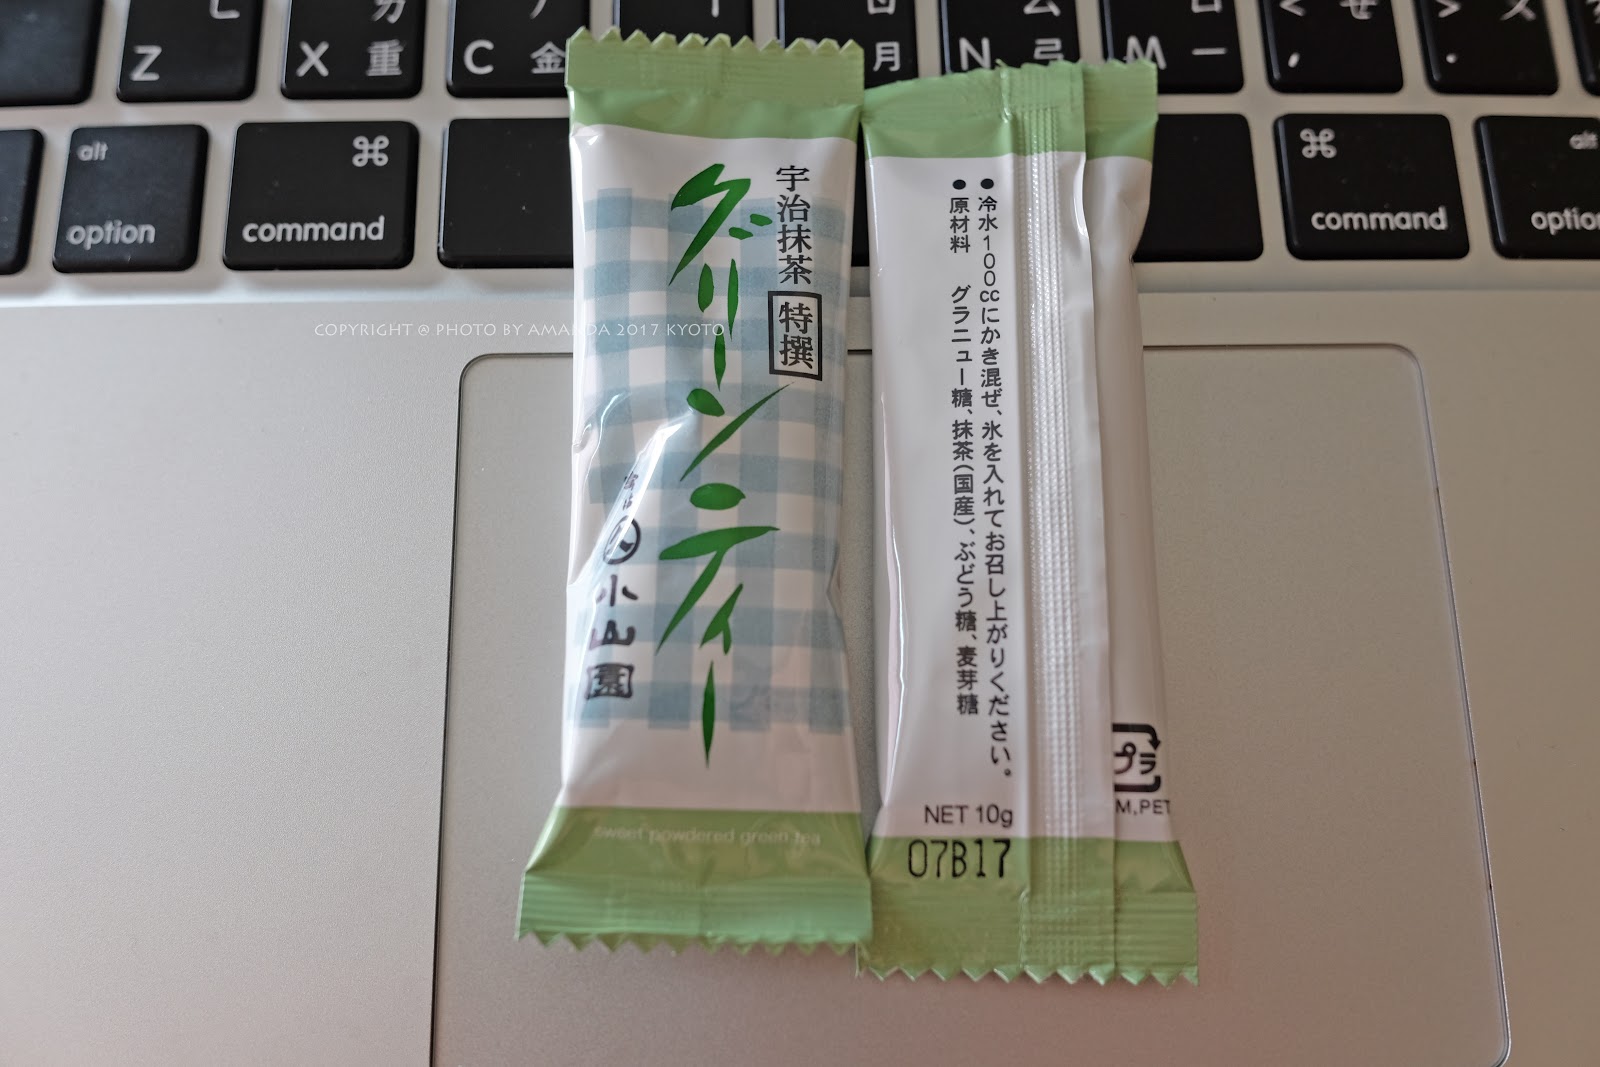 Z
X 重
C 金
月
N 弓
M 一
alt
option
command
command
alt
option
宇治抹茶 特撰
グリーンティー
小山園
sweet powdered green tea
COPYRIGHT @ PHOTO BY AMANDA 2017 KYOTO
●冷水100ccにかき混ぜ、氷を入れてお召し上がりください。
●原材料 グラニュー糖、抹茶(国産)、ぶどう糖、麦芽糖
プラ
M,PET
NET 10g
07B17